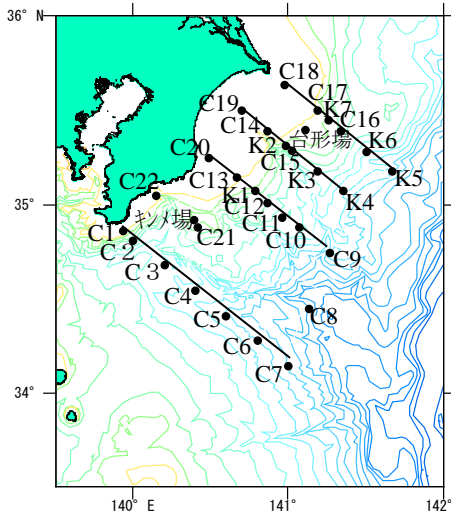 36° N
C18
C17
C19
K7
C14
C16
K2
台形場
C20
C15
K6
C13
K3
K5
C22
K1
K4
C12
ｷﾝﾒ場
C1
C11
C21
C10
C２
35°
C9
C３
C4
C8
C5
C6
C7
34°
140° E
141°
142°